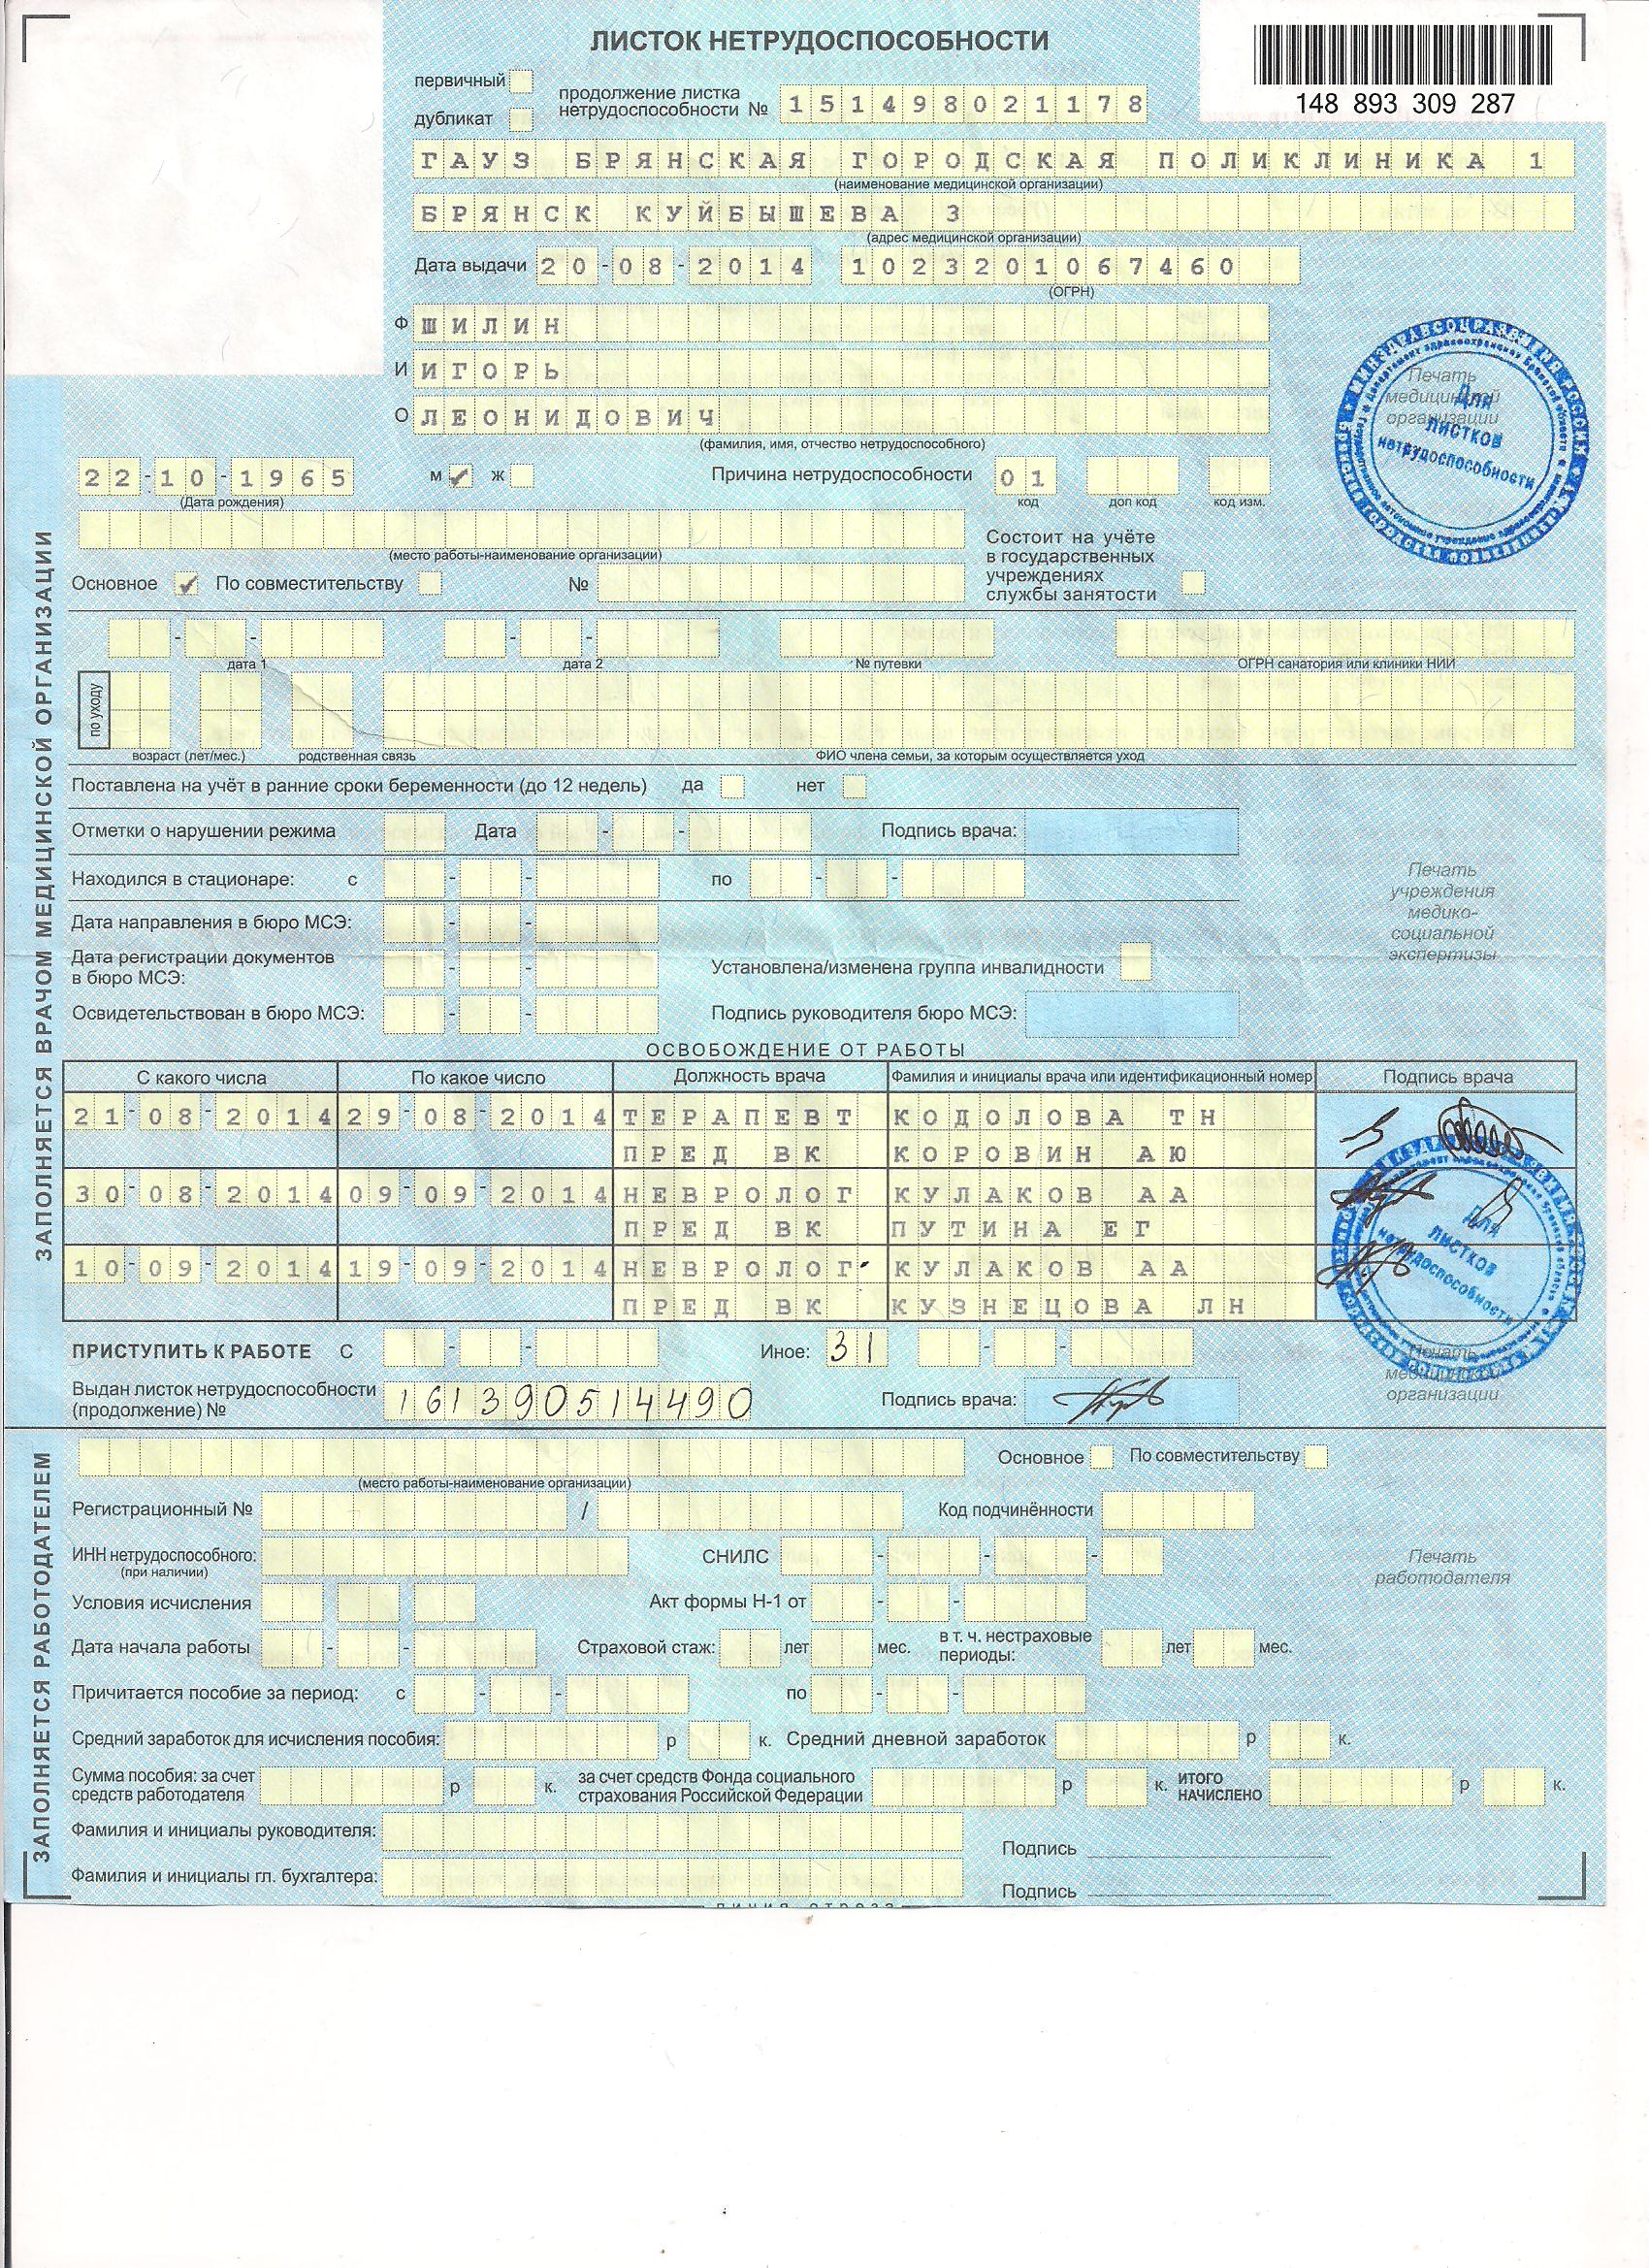 ЛИСТОК НЕТРУДОСПОСОБНОСТИ
148 893 309 287
первичный
дубликат
продолжение листка нетрудоспособности № 151498021178
ГАУЗ БРЯНСКАЯ ГОРОДСКАЯ ПОЛИКЛИНИКА 1
(наименование медицинской организации)
БРЯНСК КУЙБЫШЕВА 3
(адрес медицинской организации)
Дата выдачи 20-08-2014 1023201067460
(ОГРН)
Ф ШИЛИН
И ИГОРЬ
О ЛЕОНИДОВИЧ
(фамилия, имя, отчество нетрудоспособного)
Печать
медицинской
организации
Для
листков
нетрудоспособности
22-10-1965 м ✓ ж Причина нетрудоспособности 01
(Дата рождения) код доп код код изм.
(место работы-наименование организации)
Состоит на учёте
в государственных
учреждениях
службы занятости
Основное ✓ По совместительству №
дата 1 дата 2 № путевки ОГРН санатория или клиники НИИ
по уходу
возраст (лет/мес.) родственная связь ФИО члена семьи, за которым осуществляется уход
Поставлена на учёт в ранние сроки беременности (до 12 недель) да нет
Отметки о нарушении режима Дата - - Подпись врача:
Находился в стационаре: с - - по - -
Дата направления в бюро МСЭ: - -
Дата регистрации документов
в бюро МСЭ: - - Установлена/изменена группа инвалидности
Освидетельствован в бюро МСЭ: - - Подпись руководителя бюро МСЭ:
Печать
учреждения
медико-
социальной
экспертизы
ОСВОБОЖДЕНИЕ ОТ РАБОТЫ
С какого числа По какое число Должность врача Фамилия и инициалы врача или идентификационный номер Подпись врача
21-08-2014 29-08-2014 ТЕРАПЕВТ КОДОЛОВА ТН
ПРЕД ВК КОРОВИН АЮ
30-08-2014 09-09-2014 НЕВРОЛОГ КУЛАКОВ АА
ПРЕД ВК ПУТИНА ЕГ
10-09-2014 19-09-2014 НЕВРОЛОГ КУЛАКОВ АА
ПРЕД ВК КУЗНЕЦОВА ЛН
Для
листков
нетрудоспособности
ПРИСТУПИТЬ К РАБОТЕ С - - Иное: 31 - -
Печать
медицинской
организации
Выдан листок нетрудоспособности
(продолжение) № 161390514490 Подпись врача:
ЗАПОЛНЯЕТСЯ ВРАЧОМ МЕДИЦИНСКОЙ ОРГАНИЗАЦИИ
Основное По совместительству
(место работы-наименование организации)
Регистрационный № / Код подчинённости
ИНН нетрудоспособного: СНИЛС - - -
(при наличии)
Печать
работодателя
Условия исчисления Акт формы Н-1 от - -
Дата начала работы - - Страховой стаж: лет мес. в т. ч. нестраховые периоды: лет мес.
Причитается пособие за период: с - - по - -
Средний заработок для исчисления пособия: р к. Средний дневной заработок р к.
Сумма пособия: за счет средств работодателя р к. за счет средств Фонда социального страхования Российской Федерации р к. ИТОГО НАЧИСЛЕНО р к.
Фамилия и инициалы руководителя: Подпись
Фамилия и инициалы гл. бухгалтера: Подпись
ЗАПОЛНЯЕТСЯ РАБОТОДАТЕЛЕМ
линия отреза